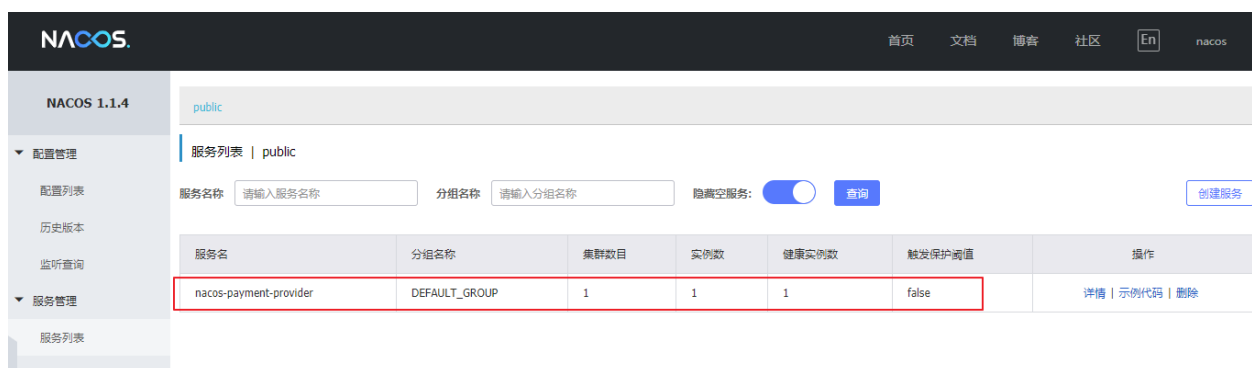 NACOS.
首页 文档 博客 社区 En nacos
NACOS 1.1.4
public
配置管理
服务列表 | public
配置列表
服务名称 请输入服务名称 分组名称 请输入分组名称 隐藏空服务: 查询 创建服务
历史版本
服务名 分组名称 集群数目 实例数 健康实例数 触发保护阈值 操作
监听查询
nacos-payment-provider DEFAULT_GROUP 1 1 1 false 详情 | 示例代码 | 删除
服务管理
服务列表